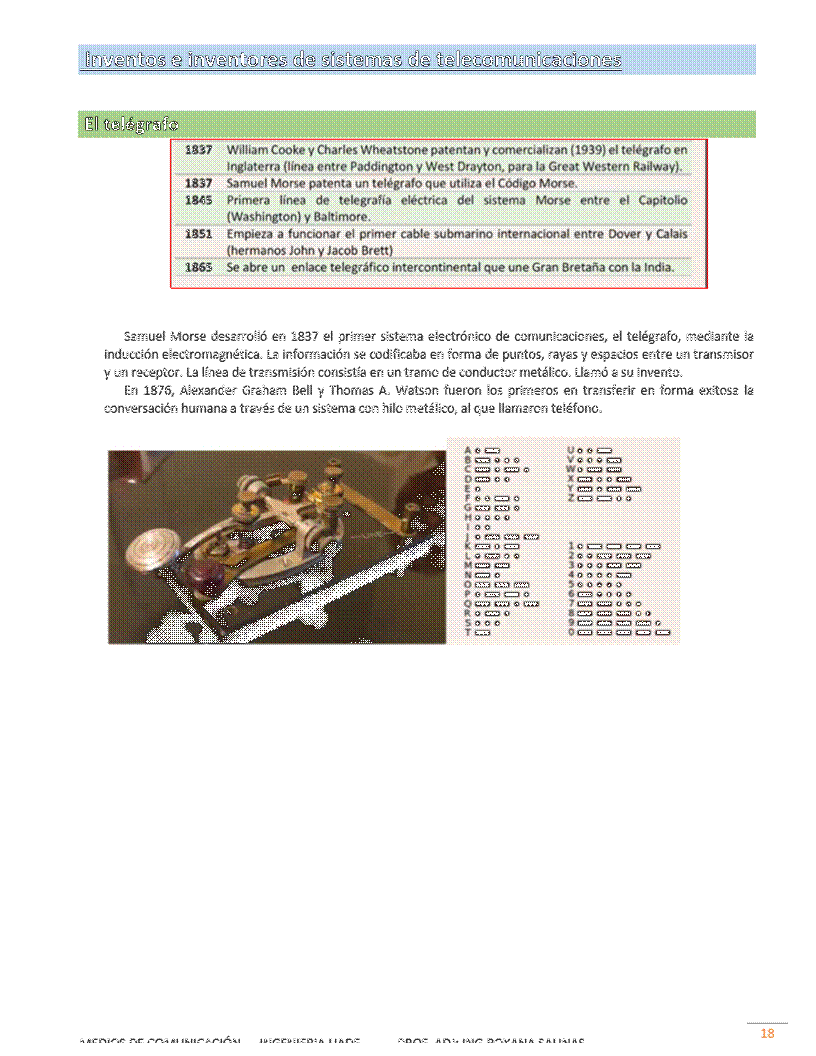 Inventos e inventores de sistemas de telecomunicaciones
El telégrafo
1837 William Cooke y Charles Wheatstone patentan y comercializan (1939) el telégrafo en
Inglaterra (línea entre Paddington y West Drayton, para la Great Western Railway).
1837 Samuel Morse patenta un telégrafo que utiliza el Código Morse.
Primera línea de telegrafía eléctrica del sistema Morse entre el Capitolio
(Washington) y Baltimore.
1851 Empieza a funcionar el primer cable submarino internacional entre Dover y Calais
(hermanos John y Jacob Brett)
Se abre un enlace telegráfico intercontinental que une Gran Bretaña con la India.
Samuel Morse desarrolló en 1837 el primer sistema electrónico de comunicaciones, el telégrafo, mediante la
inducción electromagnética. La información se codificaba en forma de puntos, rayas y espacios entre un transmisor
y un receptor. La línea de transmisión consistía en un tramo de conductor metálico. Llamó a su invento.
En 1876, Alexander Graham Bell y Thomas A. Watson fueron los primeros en transferir en forma exitosa la
conversación humana a través de un sistema con hilo metálico, al que llamaron teléfono.
A U
B V
C W
D X
E Y
F Z
G
H
I
J
K 1
L 2
M 3
N 4
O 5
P 6
Q 7
R 8
S 9
T 0
18
MEDIOS DE COMUNICACIÓN INGENIERIA UADE PROF. ADJ: ING ROXANA SALINAS